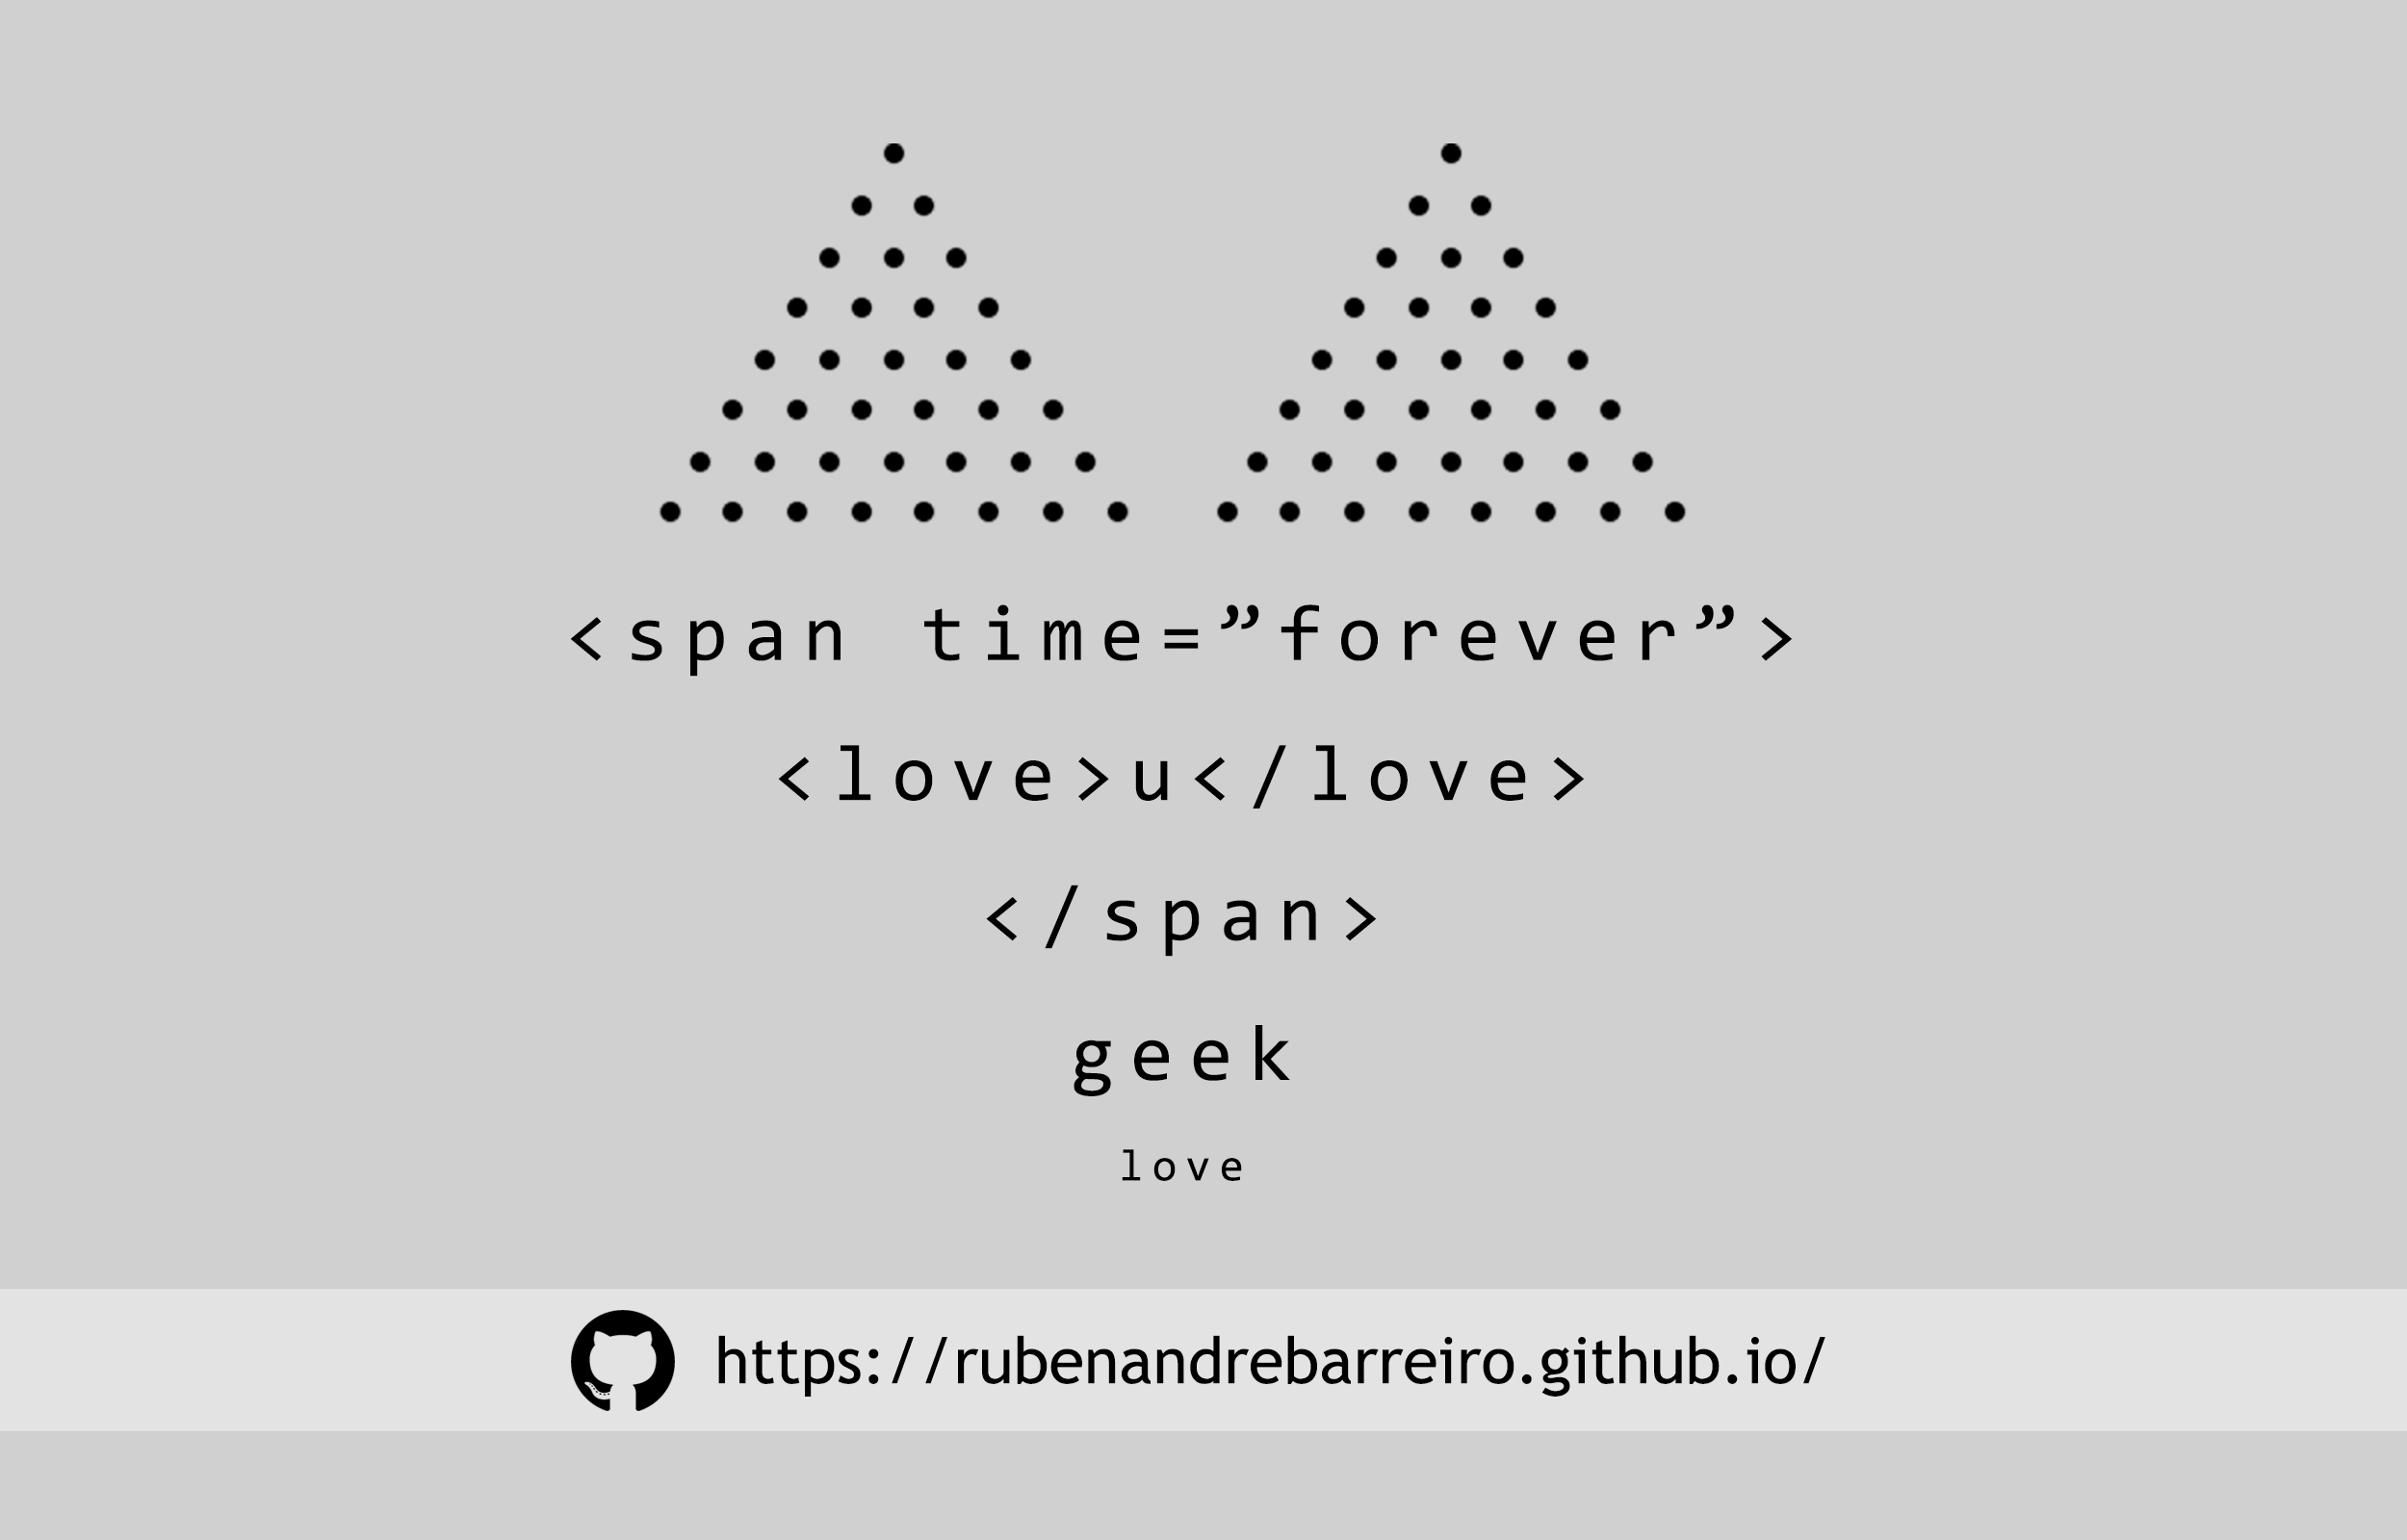 <span time=”forever”>
<love>u</love>
</span>
geek
love
https://rubenandrebarreiro.github.io/